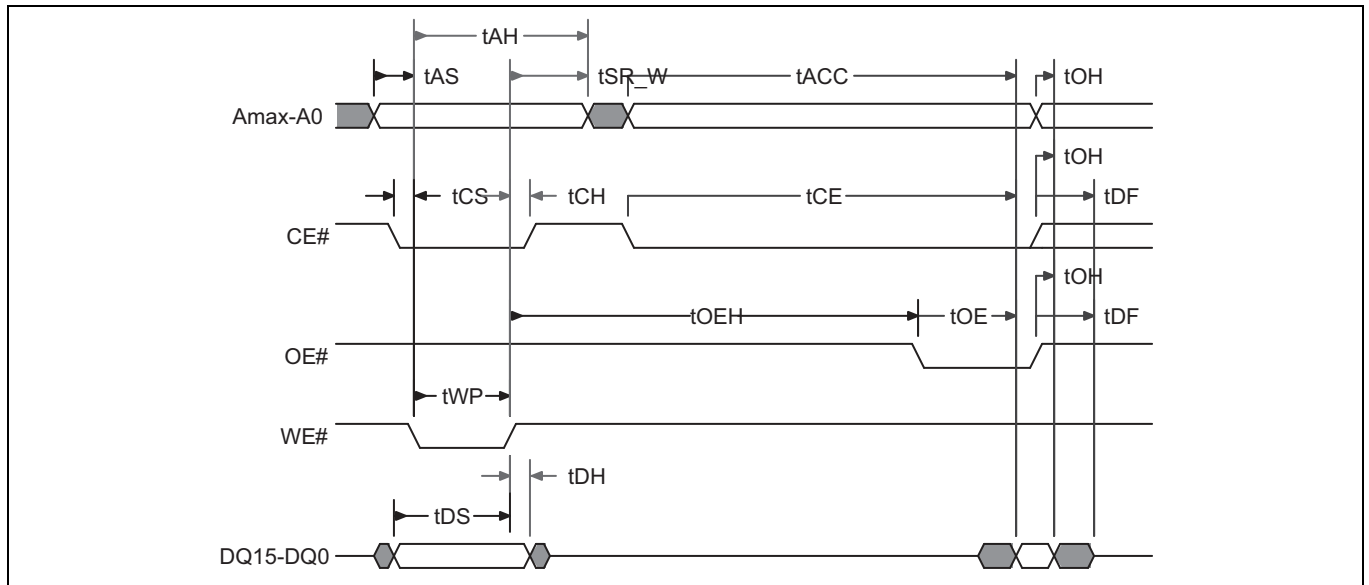 tAH
tAS tSR_W tACC tOH
Amax-A0
tOH
tCS tCH tCE tDF
CE#
tOH
tOEH tOE tDF
OE#
tWP
WE#
tDH
tDS
DQ15-DQ0